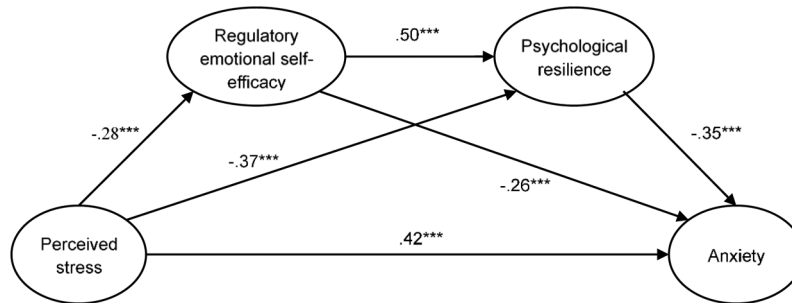 Regulatory
emotional self-
efficacy
.50***
Psychological
resilience
-.28***
-.37***
-.35***
-.26***
Perceived
stress
.42***
Anxiety